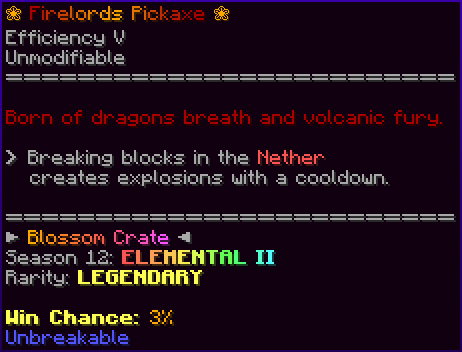 ❀ Firelords Pickaxe ❀
Efficiency V
Unmodifiable
==============================
Born of dragons breath and volcanic fury.
> Breaking blocks in the Nether
creates explosions with a cooldown.
==============================
► Blossom Crate ◄
Season 12: ELEMENTAL II
Rarity: LEGENDARY
Win Chance: 3%
Unbreakable